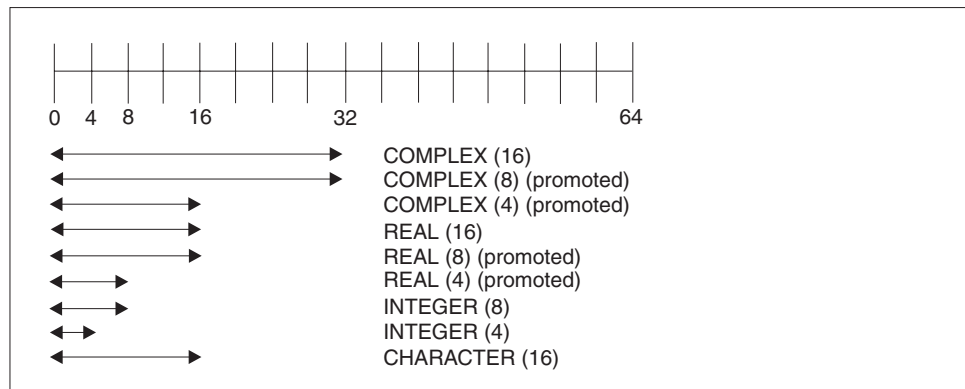 0 4 8 16 32 64
COMPLEX (16)
COMPLEX (8) (promoted)
COMPLEX (4) (promoted)
REAL (16)
REAL (8) (promoted)
REAL (4) (promoted)
INTEGER (8)
INTEGER (4)
CHARACTER (16)